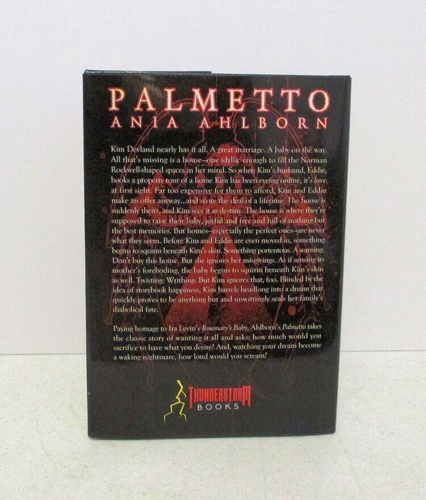 PALMETTO
ANIA AHLBORN
Kim Devland nearly has it all. A great marriage. A baby on the way.
All that's missing is a house—one idyllic enough to fill the Norman
Rockwell-shaped spaces in her mind. So when Kim's husband, Eddie,
books a property tour of a home Kim has been eyeing online, it's love
at first sight. Far too expensive for them to afford, Kim and Eddie
make an offer anyway...and score the deal of a lifetime. The house is
suddenly theirs, and Kim sees it as destiny. The house is where they're
supposed to raise their baby, joyful and free and full of nothing but
the best memories. But homes—especially the perfect ones—are never
what they seem. Before Kim and Eddie are even moved in, something
begins to squirm beneath Kim's skin. Something portentous. A warning.
Don't buy this house. But she ignores her misgivings. As if sensing its
mother's foreboding, the baby begins to squirm beneath Kim's skin
as well. Twisting. Writhing. But Kim ignores that, too. Blinded by the
idea of storybook happiness, Kim barrels headlong into a dream that
quickly proves to be anything but and unwittingly seals her family's
diabolical fate.
Paying homage to Ira Levin's Rosemary's Baby, Ahlborn's Palmetto takes
the classic story of wanting it all and asks: how much would you
sacrifice to have what you desire? And, watching your dream become
a waking nightmare, how loud would you scream?
THUNDERSTORM
BOOKS